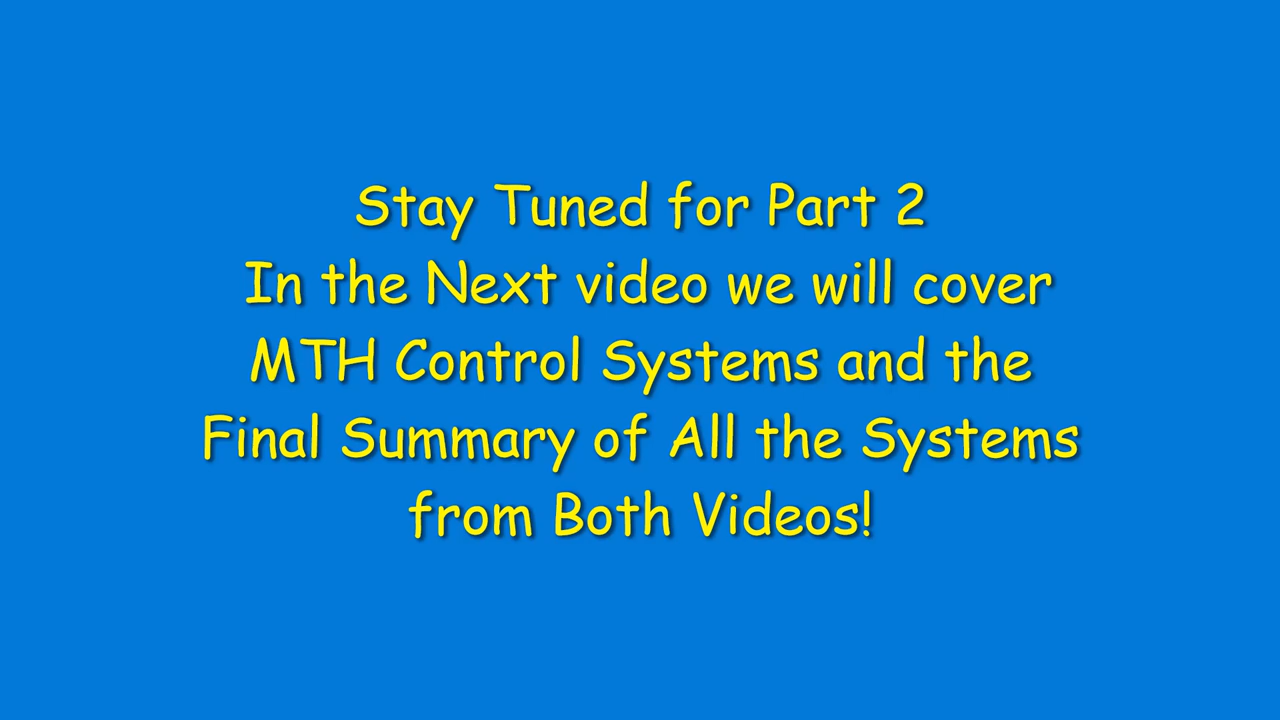 Stay Tuned for Part 2
In the Next video we will cover
MTH Control Systems and the
Final Summary of All the Systems
from Both Videos!